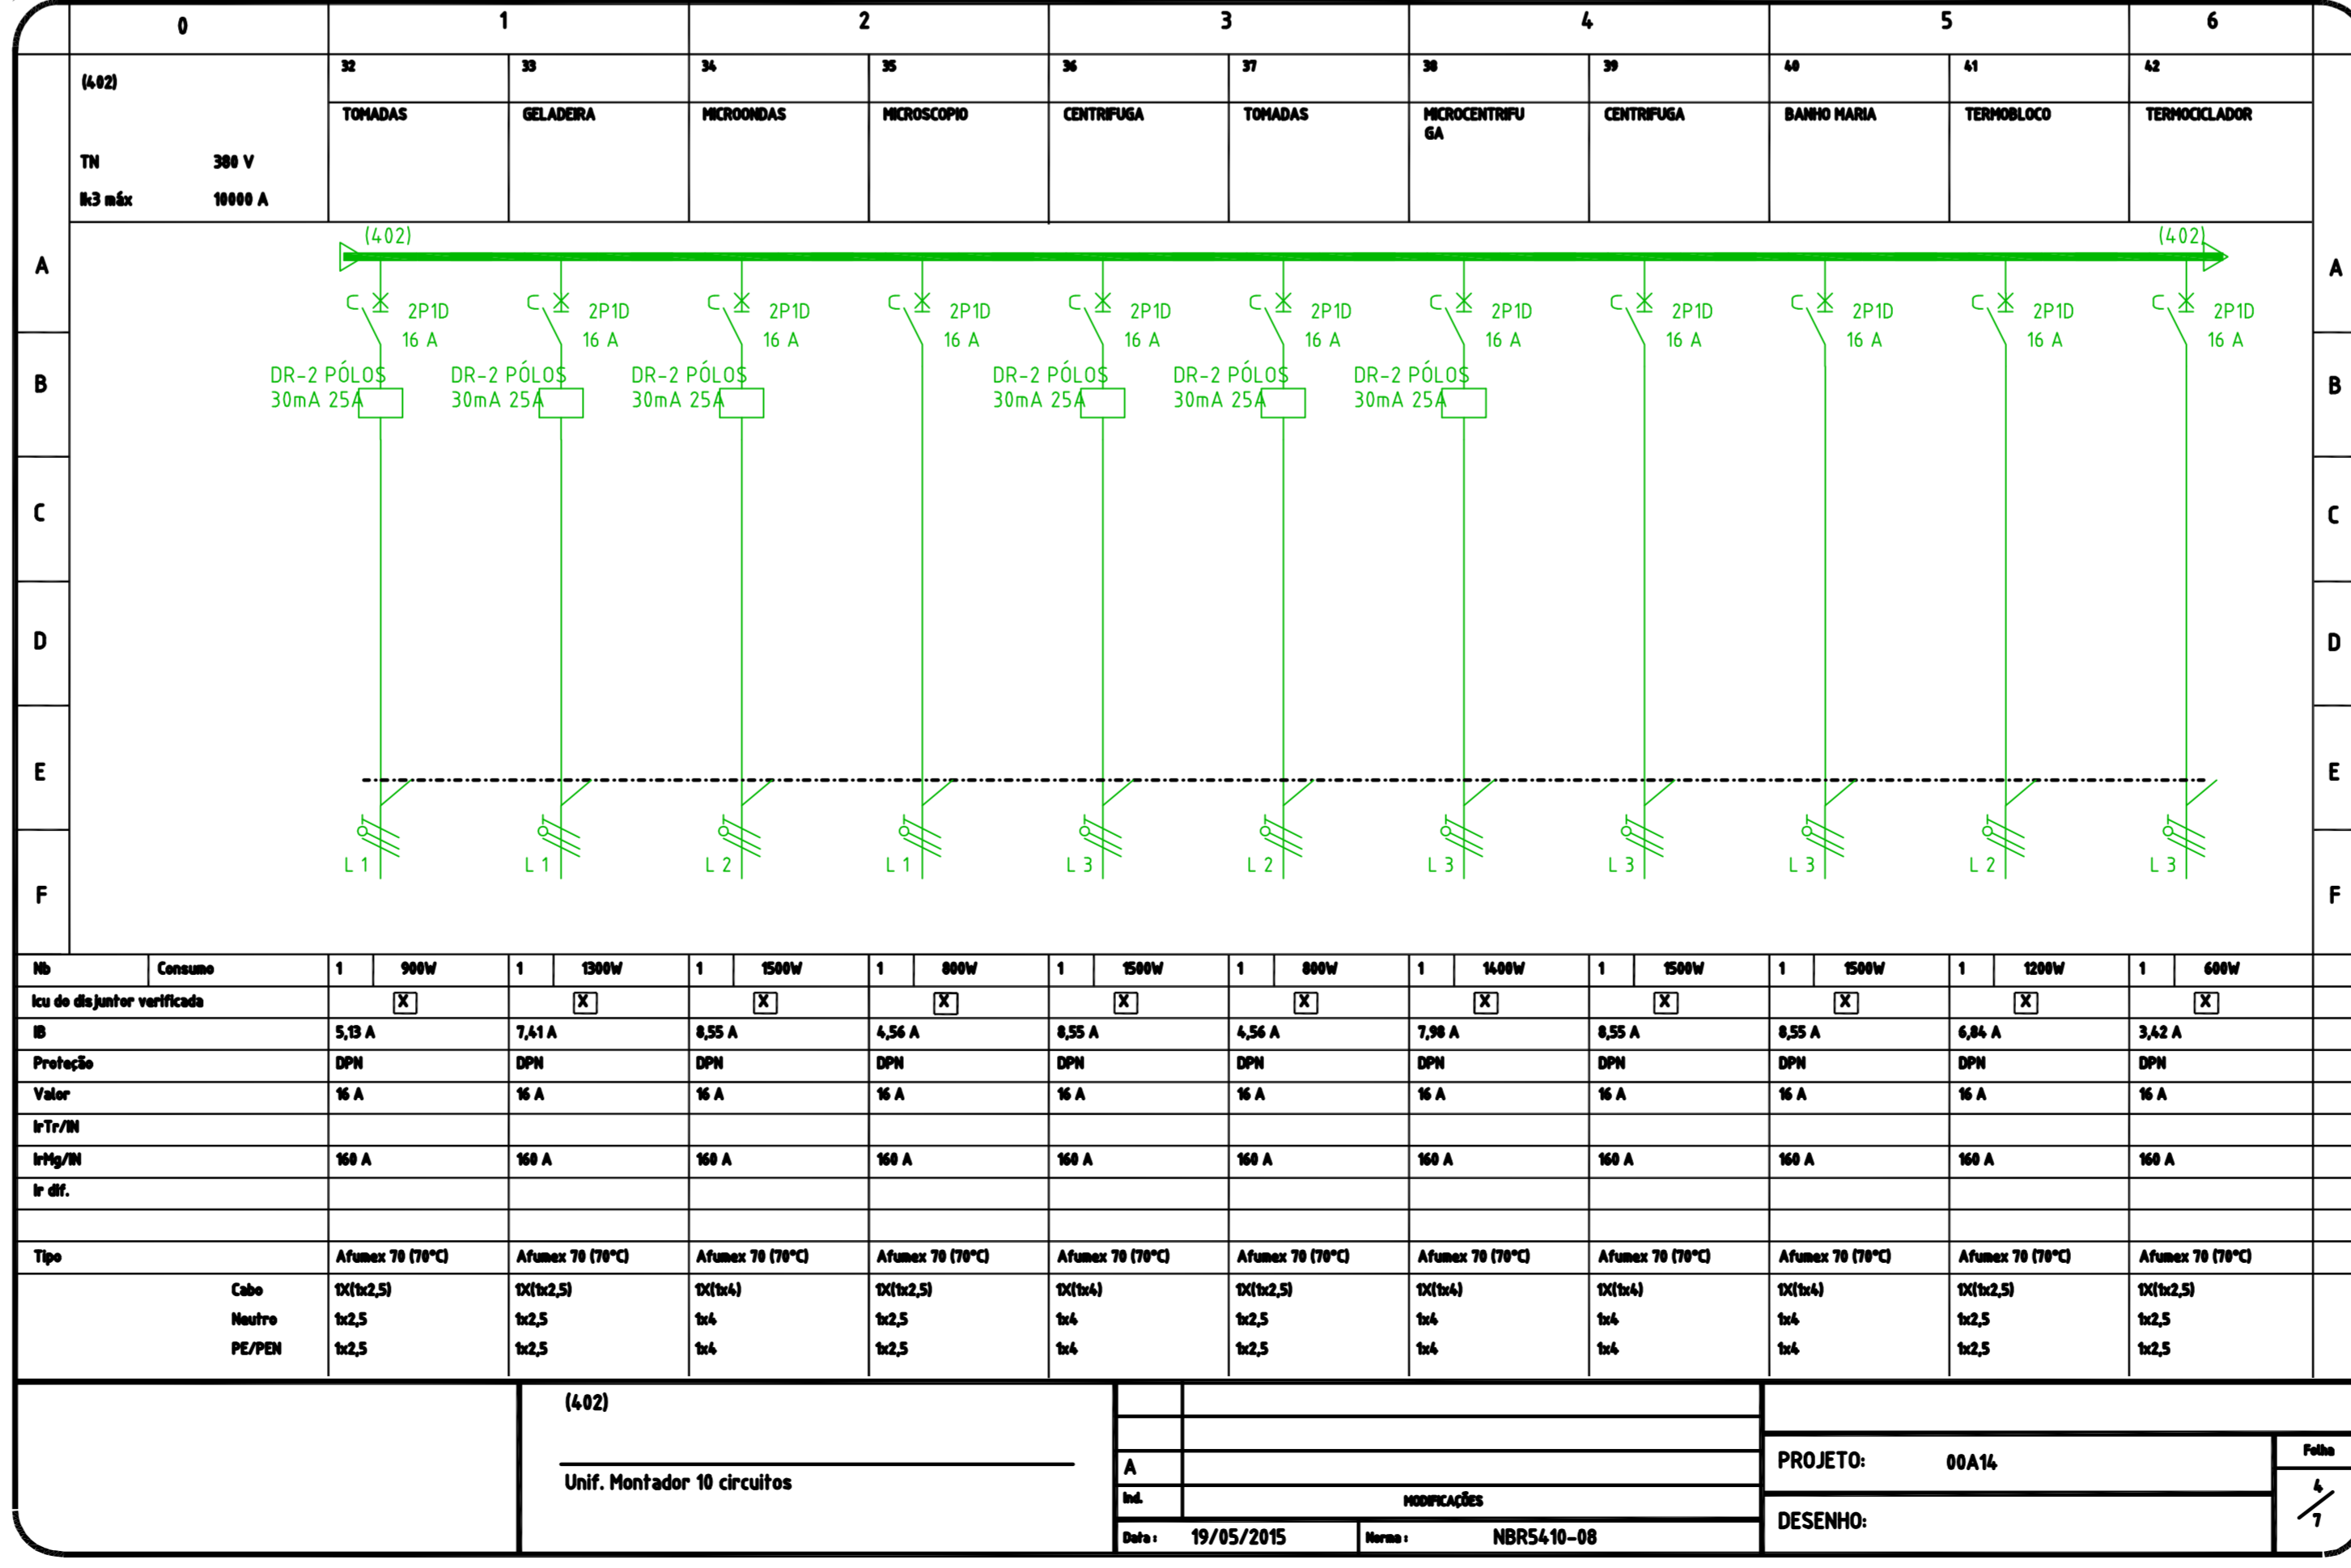 0 1 2 3 4 5 6
(402) 32 33 34 35 36 37 38 39 40 41 42
TOMADAS GELADEIRA MICROONDAS MICROSCOPIO CENTRIFUGA TOMADAS MICROCENTRIFU CENTRIFUGA BANHO MARIA TERMOBLOCO TERMOCICLADOR
GA
TN 380 V
Ik3 máx 10000 A
(402) (402)
A A
C 2P1D C 2P1D C 2P1D C 2P1D C 2P1D C 2P1D C 2P1D C 2P1D C 2P1D C 2P1D C 2P1D
16 A 16 A 16 A 16 A 16 A 16 A 16 A 16 A 16 A 16 A 16 A
DR-2 PÓLOS DR-2 PÓLOS DR-2 PÓLOS DR-2 PÓLOS DR-2 PÓLOS DR-2 PÓLOS
B B
30mA 25A 30mA 25A 30mA 25A 30mA 25A 30mA 25A 30mA 25A
C C
D D
E E
L1 L1 L2 L1 L3 L2 L3 L3 L3 L2 L3
F F
Nb Consumo 1 900W 1 1300W 1 1500W 1 800W 1 1500W 1 800W 1 1400W 1 1500W 1 1500W 1 1200W 1 600W
Icu do disjuntor verificada X X X X X X X X X X X
IB 5,13 A 7,41 A 8,55 A 4,56 A 8,55 A 4,56 A 7,98 A 8,55 A 8,55 A 6,84 A 3,42 A
Proteção DPN DPN DPN DPN DPN DPN DPN DPN DPN DPN DPN
Valor 16 A 16 A 16 A 16 A 16 A 16 A 16 A 16 A 16 A 16 A 16 A
IrTr/IN
IrMg/IN 160 A 160 A 160 A 160 A 160 A 160 A 160 A 160 A 160 A 160 A 160 A
Ir dif.
Tipo Afumex 70 (70°C) Afumex 70 (70°C) Afumex 70 (70°C) Afumex 70 (70°C) Afumex 70 (70°C) Afumex 70 (70°C) Afumex 70 (70°C) Afumex 70 (70°C) Afumex 70 (70°C) Afumex 70 (70°C) Afumex 70 (70°C)
Cabo 1X(1x2,5) 1X(1x2,5) 1X(1x4) 1X(1x2,5) 1X(1x4) 1X(1x2,5) 1X(1x4) 1X(1x4) 1X(1x4) 1X(1x2,5) 1X(1x2,5)
Neutro 1x2,5 1x2,5 1x4 1x2,5 1x4 1x2,5 1x4 1x4 1x4 1x2,5 1x2,5
PE/PEN 1x2,5 1x2,5 1x4 1x2,5 1x4 1x2,5 1x4 1x4 1x4 1x2,5 1x2,5
(402)
Unif. Montador 10 circuitos
A
Ind. MODIFICAÇÕES
Data : 19/05/2015 Norma : NBR5410-08
PROJETO: 00A14
DESENHO:
Folha
4
7